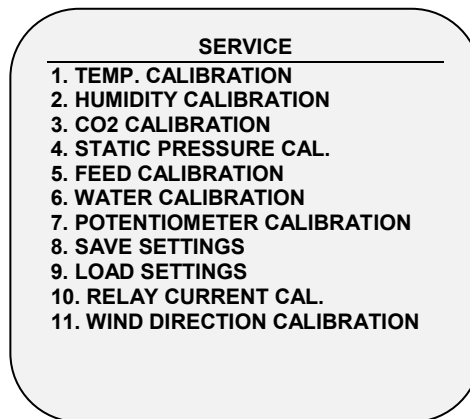 SERVICE
1. TEMP. CALIBRATION
2. HUMIDITY CALIBRATION
3. CO2 CALIBRATION
4. STATIC PRESSURE CAL.
5. FEED CALIBRATION
6. WATER CALIBRATION
7. POTENTIOMETER CALIBRATION
8. SAVE SETTINGS
9. LOAD SETTINGS
10. RELAY CURRENT CAL.
11. WIND DIRECTION CALIBRATION